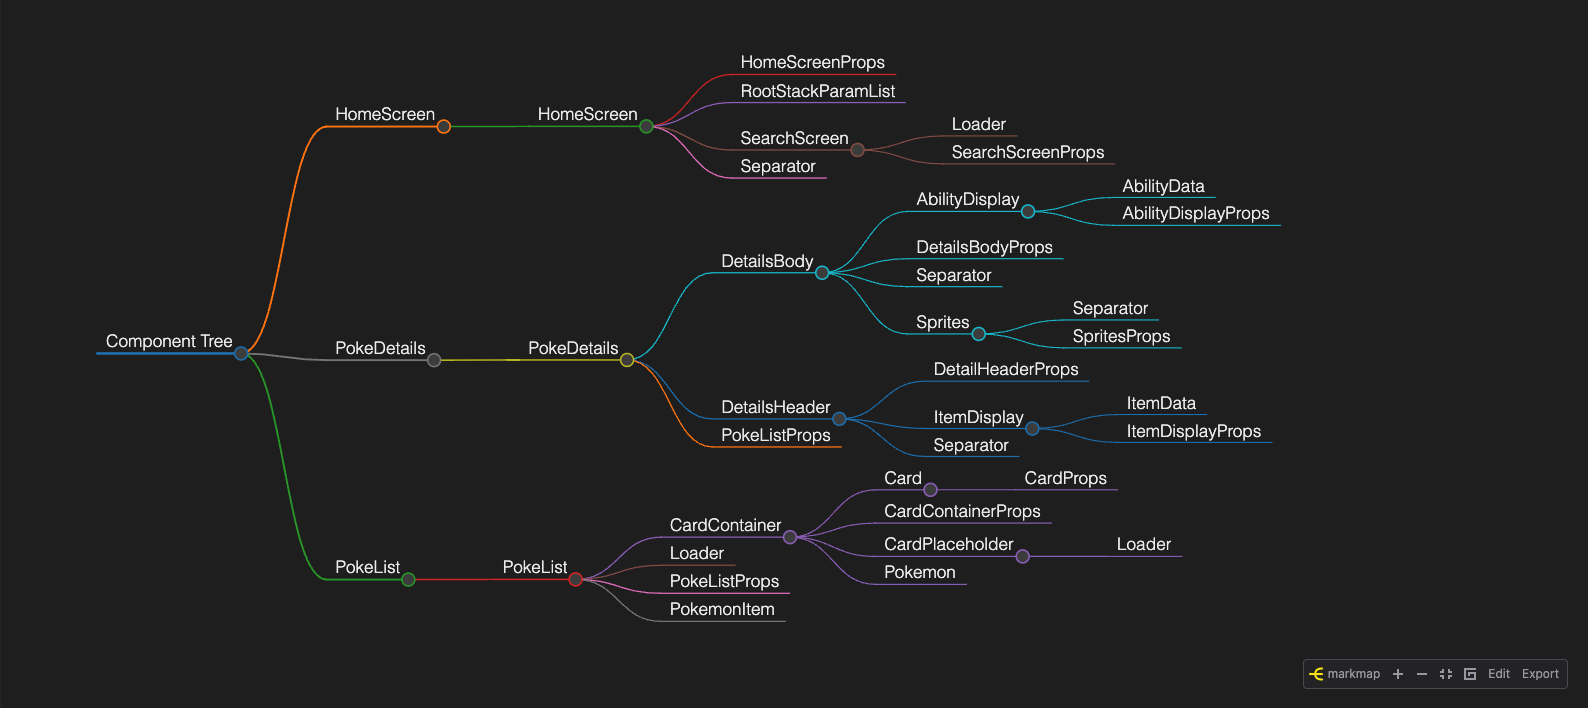 Component Tree
HomeScreen
HomeScreen
HomeScreenProps
RootStackParamList
SearchScreen
Loader
SearchScreenProps
Separator
PokeDetails
PokeDetails
DetailsBody
AbilityDisplay
AbilityData
AbilityDisplayProps
DetailsBodyProps
Separator
Sprites
Separator
SpritesProps
DetailsHeader
DetailHeaderProps
ItemDisplay
ItemData
ItemDisplayProps
Separator
PokeListProps
PokeList
PokeList
CardContainer
Card
CardProps
CardContainerProps
CardPlaceholder
Loader
Pokemon
Loader
PokeListProps
PokemonItem
markmap + − Edit Export